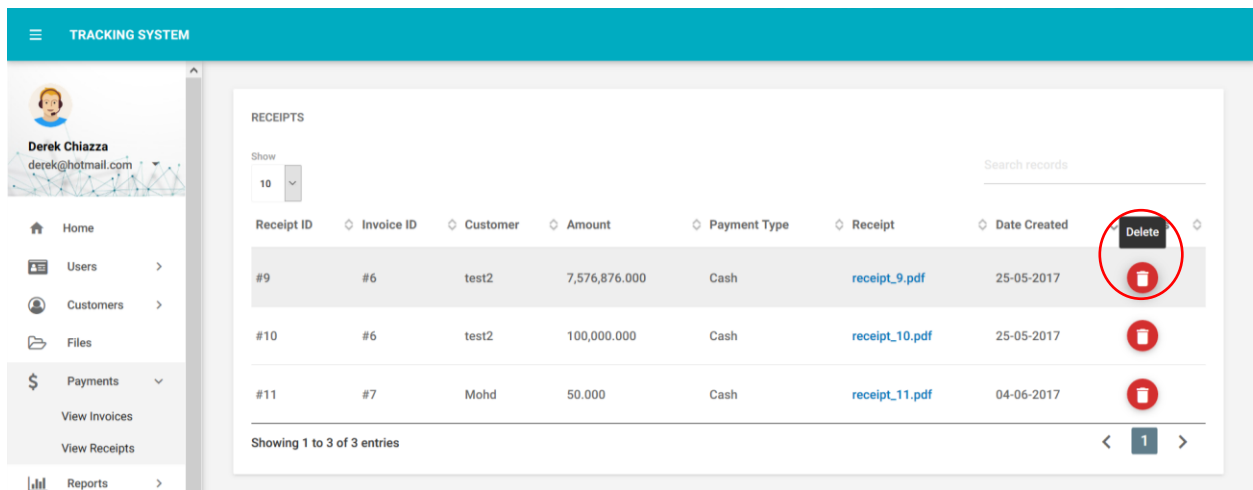 TRACKING SYSTEM
Derek Chiazza
derek@hotmail.com
Home
Users
Customers
Files
$ Payments
View Invoices
View Receipts
Reports
RECEIPTS
Show
10
Search records
Receipt ID Invoice ID Customer Amount Payment Type Receipt Date Created
Delete
#9 #6 test2 7,576,876.000 Cash receipt_9.pdf 25-05-2017
#10 #6 test2 100,000.000 Cash receipt_10.pdf 25-05-2017
#11 #7 Mohd 50.000 Cash receipt_11.pdf 04-06-2017
Showing 1 to 3 of 3 entries
1